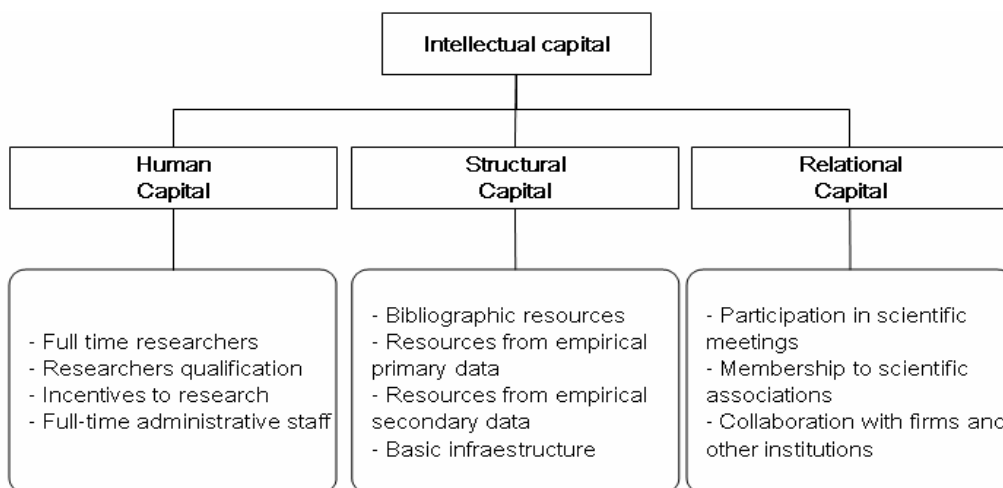 Intellectual capital
Human
Capital
Structural
Capital
Relational
Capital
- Full time researchers
- Researchers qualification
- Incentives to research
- Full-time administrative staff
- Bibliographic resources
- Resources from empirical
primary data
- Resources from empirical
secondary data
- Basic infraestructure
- Participation in scientific
meetings
- Membership to scientific
associations
- Collaboration with firms and
other institutions